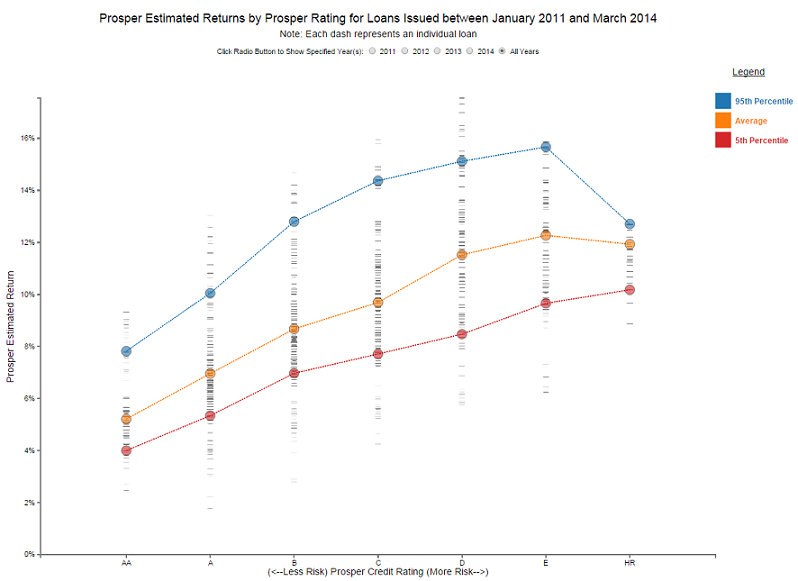 Prosper Estimated Returns by Prosper Rating for Loans Issued between January 2011 and March 2014
Note: Each dash represents an individual loan
Click Radio Button to Show Specified Year(s): 2011 2012 2013 2014 All Years
Legend
95th Percentile
Average
5th Percentile
Prosper Estimated Return
16%
14%
12%
10%
8%
6%
4%
2%
0%
AA A B C D E HR
(<--Less Risk) Prosper Credit Rating (More Risk-->)